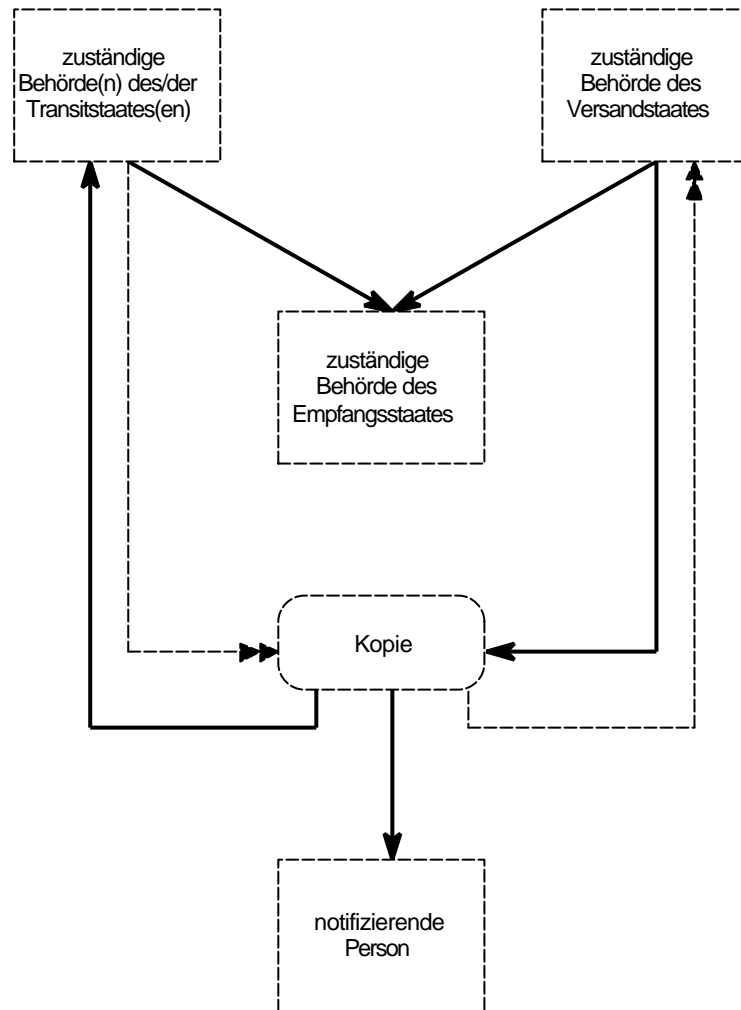 zuständige
Behörde(n) des/der
Transitstaates(en)
zuständige
Behörde des
Versandstaates
zuständige
Behörde des
Empfangsstaates
Kopie
notifizierende
Person